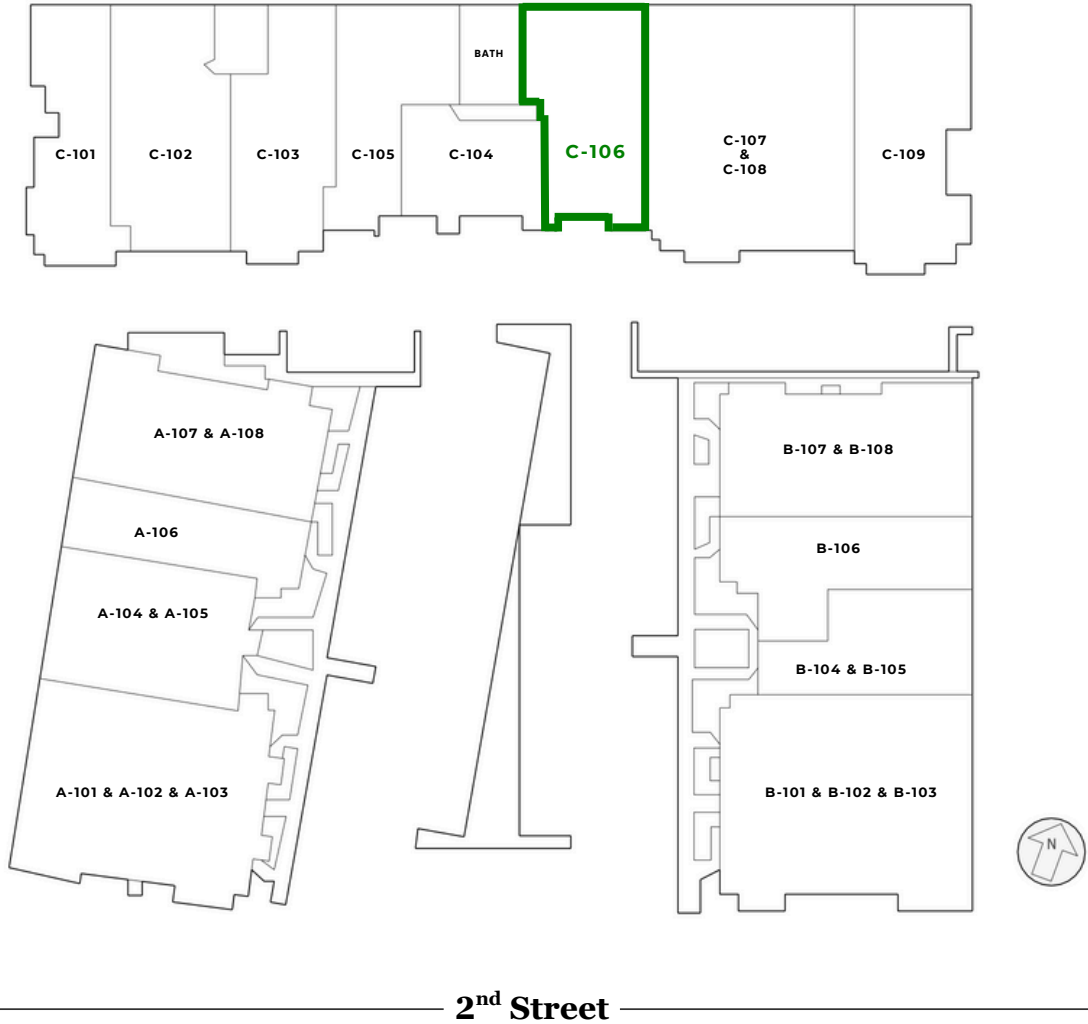 BATH
C-101
C-102
C-103
C-105
C-104
C-106
C-107
&
C-108
C-109
A-107 & A-108
A-106
A-104 & A-105
A-101 & A-102 & A-103
B-107 & B-108
B-106
B-104 & B-105
B-101 & B-102 & B-103
N
2nd Street